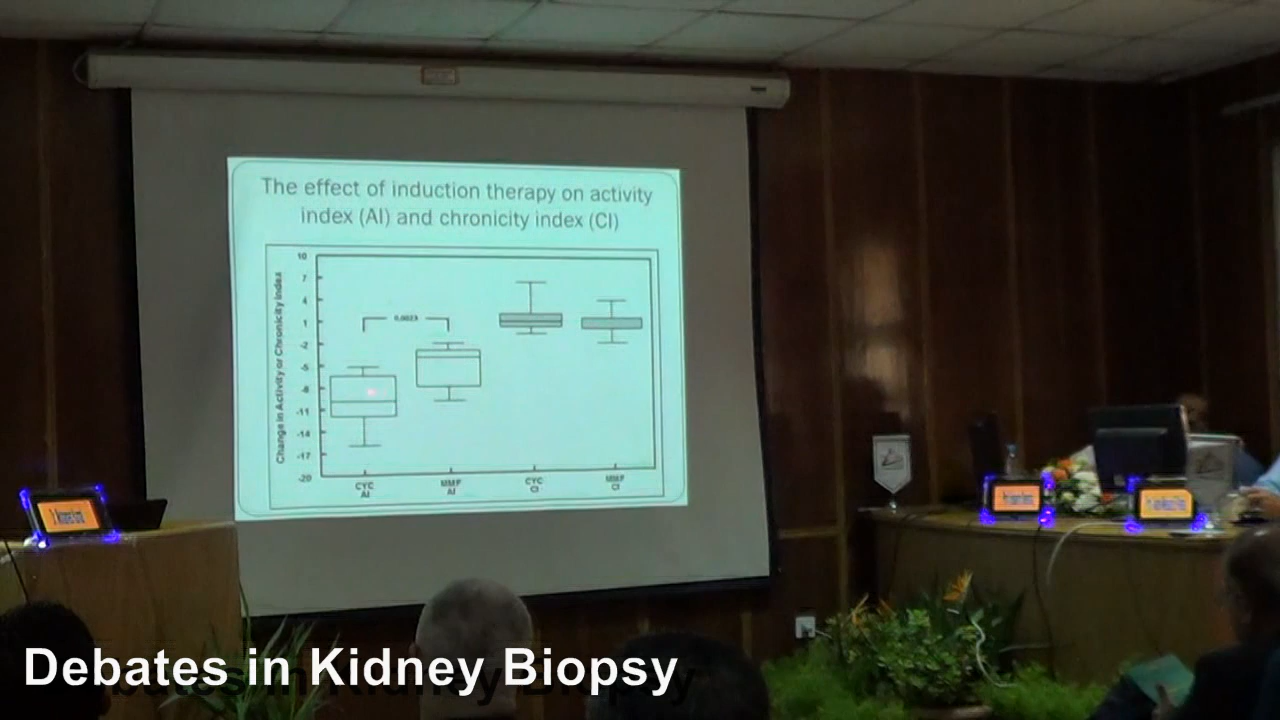 The effect of induction therapy on activity
index (AI) and chronicity index (CI)
Change in Activity or Chronicity Index
10
7
4
1
-2
-5
-8
-11
-14
-17
-20
0.0023
CYC
AI
MMF
AI
CYC
CI
MMF
CI
Debates in Kidney Biopsy